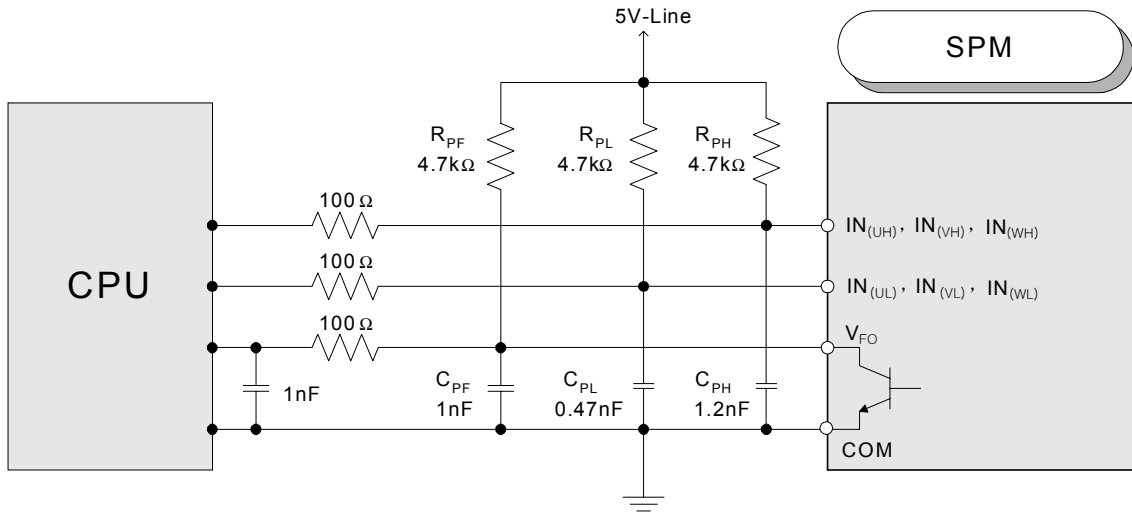 5V-Line
SPM
R_PF
4.7kΩ
R_PL
4.7kΩ
R_PH
4.7kΩ
100 Ω
IN(UH), IN(VH), IN(WH)
CPU
100 Ω
IN(UL), IN(VL), IN(WL)
100 Ω
V_FO
1nF
C_PF
1nF
C_PL
0.47nF
C_PH
1.2nF
COM